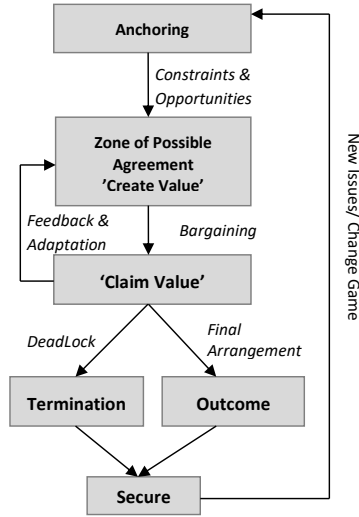 Anchoring
Constraints &
Opportunities
Zone of Possible
Agreement
’Create Value’
Feedback &
Adaptation
Bargaining
‘Claim Value’
DeadLock
Final
Arrangement
Termination
Outcome
Secure
New Issues/ Change Game